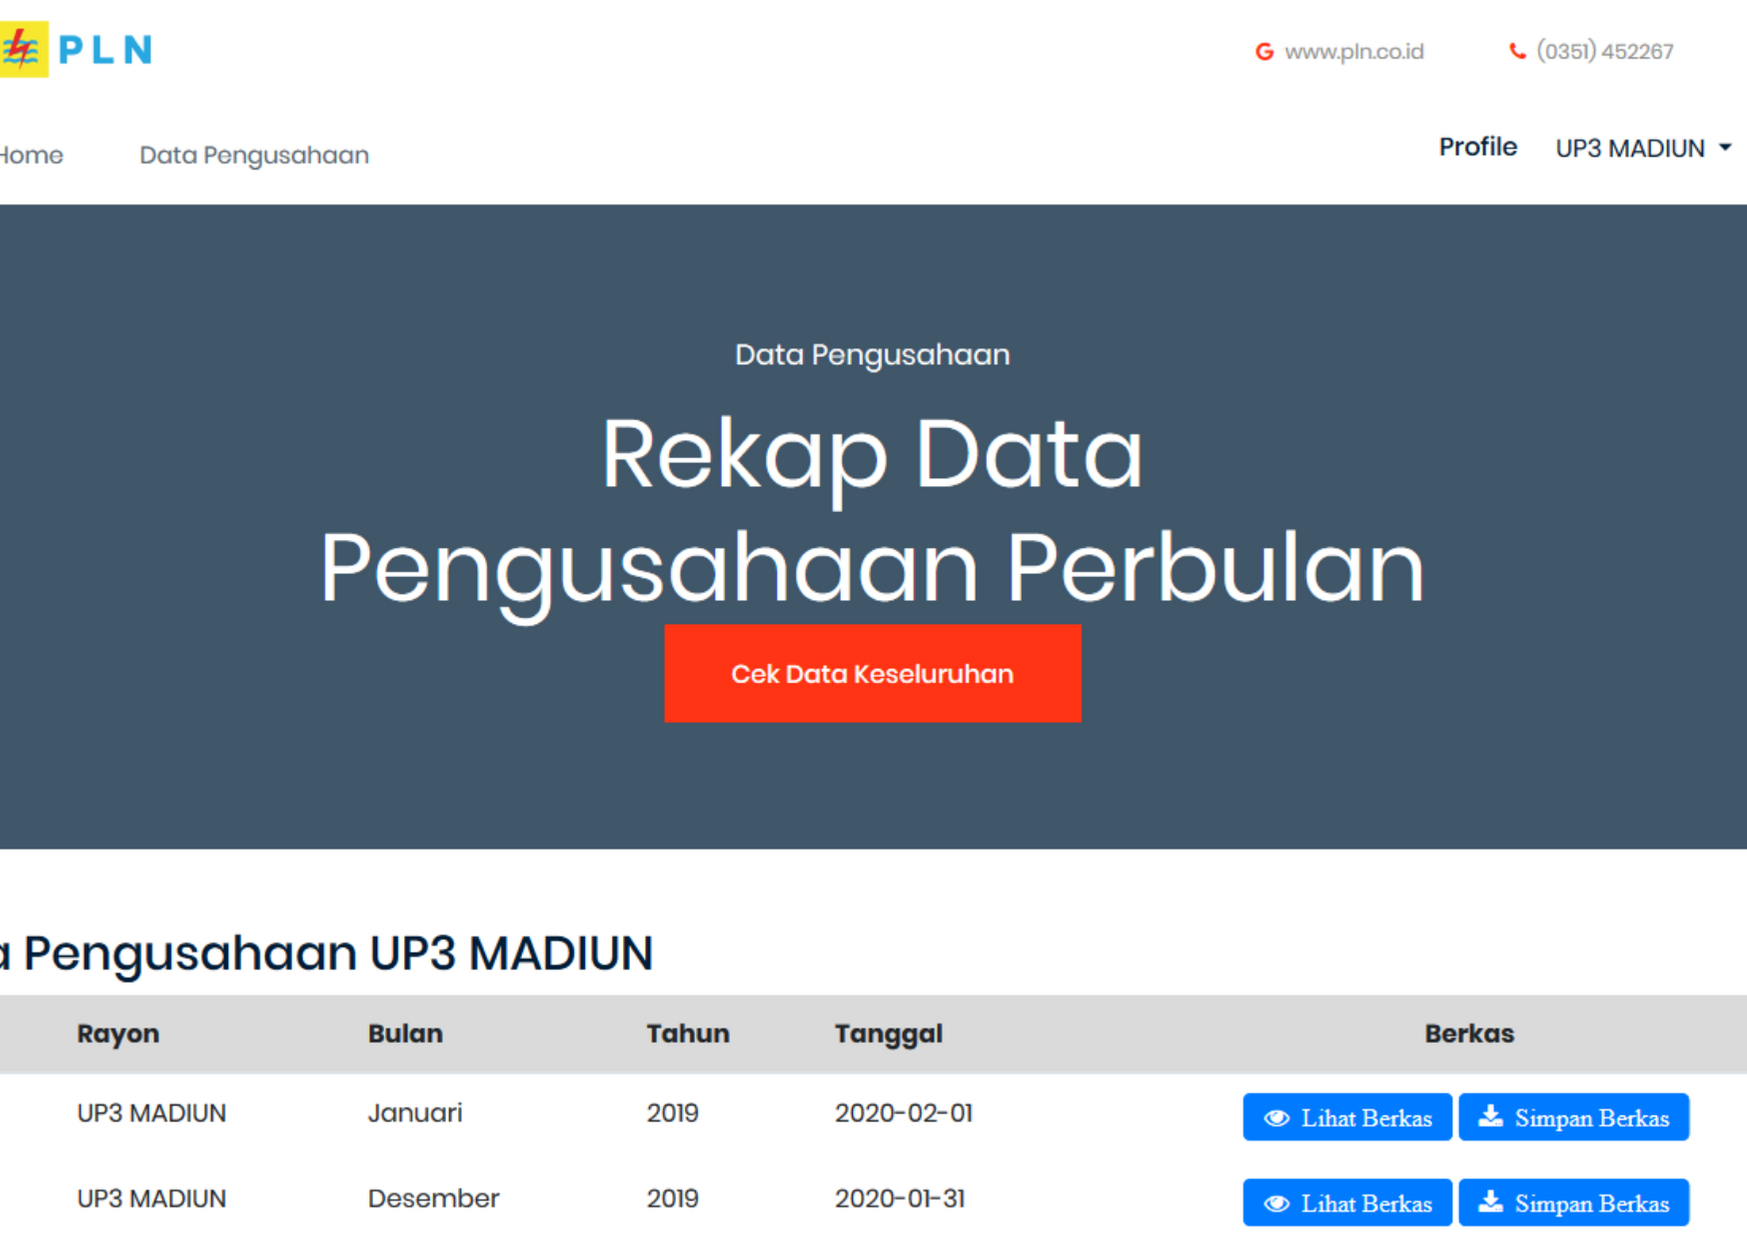 PLN
www.pln.co.id (0351) 452267
Home Data Pengusahaan Profile UP3 MADIUN
Data Pengusahaan
Rekap Data
Pengusahaan Perbulan
Cek Data Keseluruhan
a Pengusahaan UP3 MADIUN
Rayon Bulan Tahun Tanggal Berkas
UP3 MADIUN Januari 2019 2020-02-01 Lihat Berkas Simpan Berkas
UP3 MADIUN Desember 2019 2020-01-31 Lihat Berkas Simpan Berkas